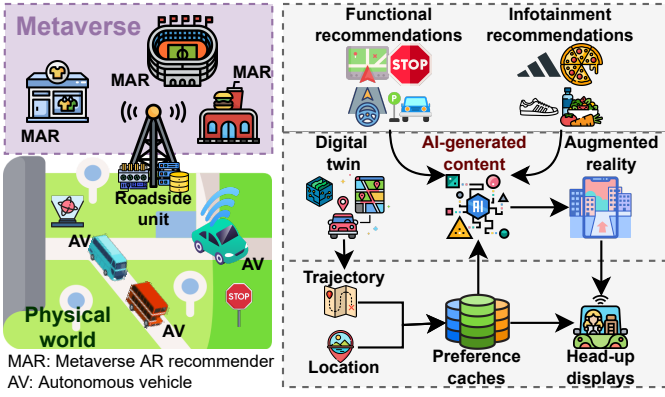 Metaverse
MAR
MAR
MAR
Roadside
unit
AV
AV
AV
STOP
Physical
world
MAR: Metaverse AR recommender
AV: Autonomous vehicle
Functional
recommendations
Infotainment
recommendations
STOP
P
Digital
twin
AI-generated
content
Augmented
reality
AI
Trajectory
Location
Preference
caches
Head-up
displays